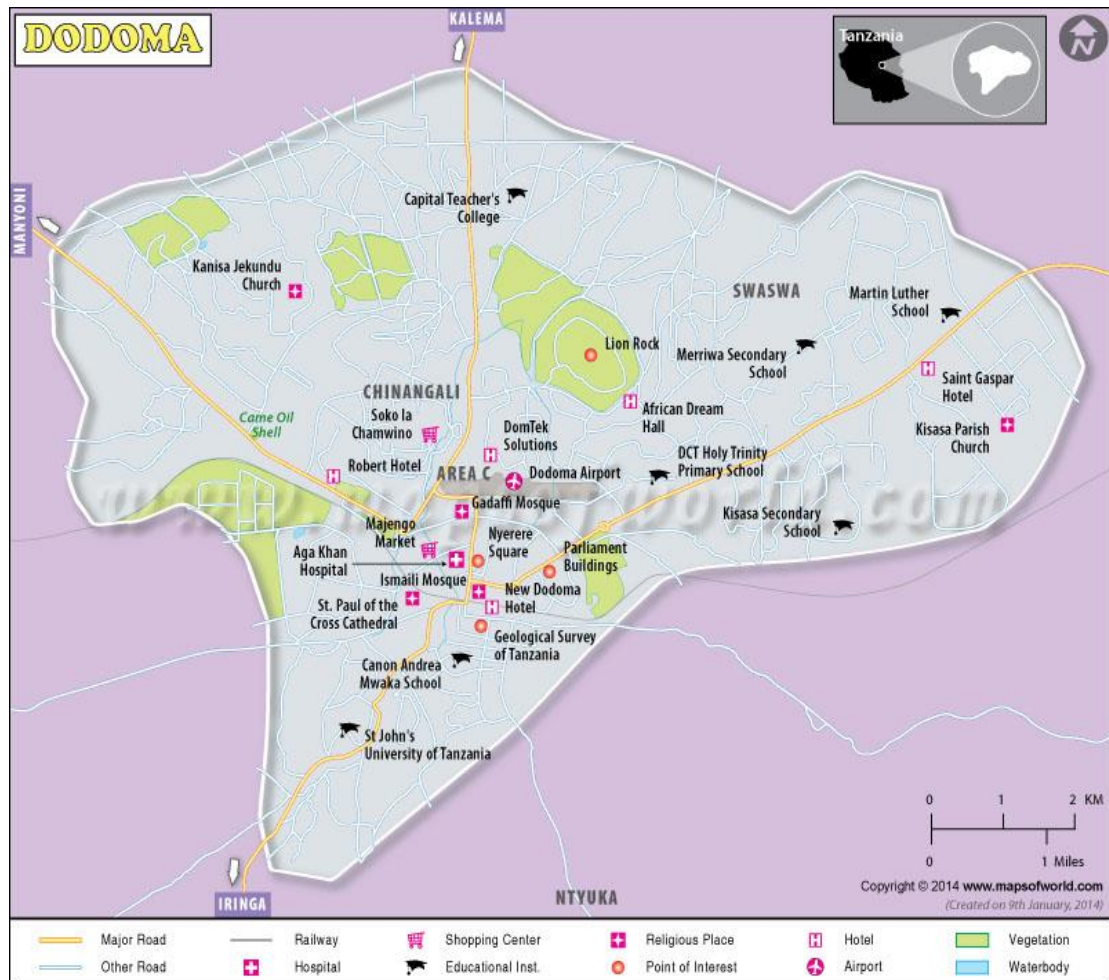 DODOMA
KALEMA
Tanzania
N
MANYONI
Capital Teacher's
College
Kanisa Jekundu
Church
SWASWA
Martin Luther
School
Lion Rock
Merriwa Secondary
School
Saint Gaspar
Hotel
CHINANGALI
African Dream
Hall
Came Oil
Shell
Soko la
Chamwino
DomTek
Solutions
Kisasa Parish
Church
Robert Hotel
AREA C
Dodoma Airport
DCT Holy Trinity
Primary School
www.mapsofworld.com
Gadaffi Mosque
Kisasa Secondary
School
Majengo
Market
Nyerere
Square
Parliament
Buildings
Aga Khan
Hospital
Ismaili Mosque
New Dodoma
Hotel
St. Paul of the
Cross Cathedral
Geological Survey
of Tanzania
Canon Andrea
Mwaka School
St John's
University of Tanzania
0 1 2 KM
0 1 Miles
IRINGA
NTYUKA
Copyright © 2014 www.mapsofworld.com
(Created on 9th January, 2014)
Major Road
Railway
Shopping Center
Religious Place
H Hotel
Vegetation
Other Road
Hospital
Educational Inst.
Point of Interest
Airport
Waterbody